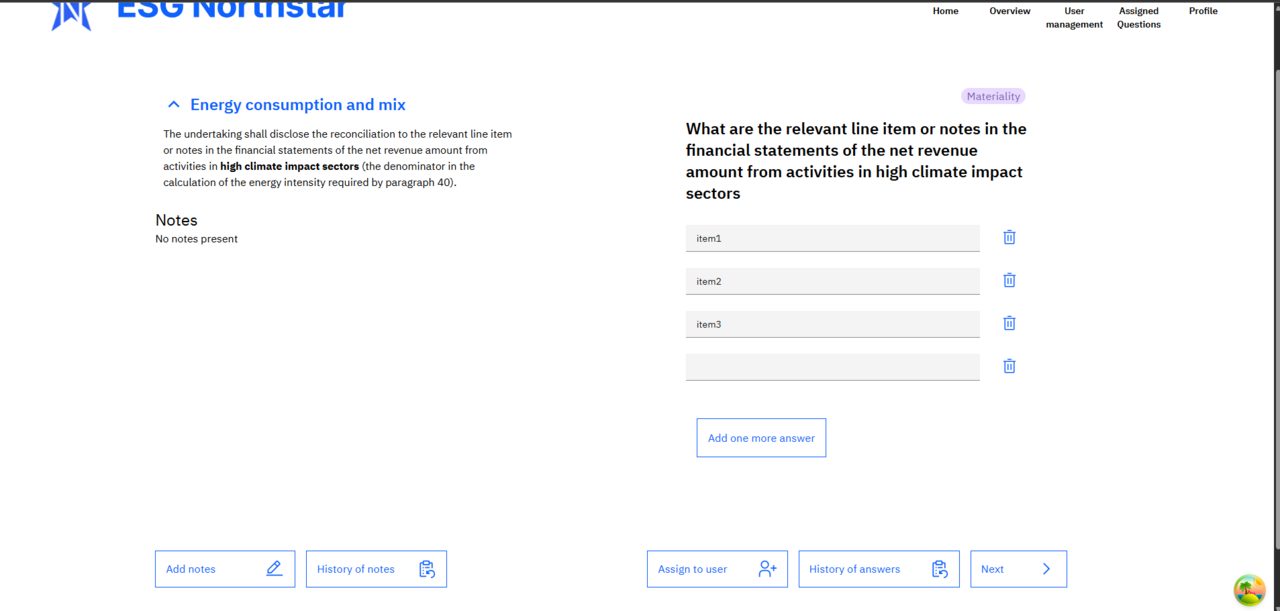 ESG Northstar
Home
Overview
User
management
Assigned
Questions
Profile
Energy consumption and mix
The undertaking shall disclose the reconciliation to the relevant line item
or notes in the financial statements of the net revenue amount from
activities in high climate impact sectors (the denominator in the
calculation of the energy intensity required by paragraph 40).
Notes
No notes present
Materiality
What are the relevant line item or notes in the
financial statements of the net revenue
amount from activities in high climate impact
sectors
item1
item2
item3
Add one more answer
Add notes
History of notes
Assign to user
History of answers
Next